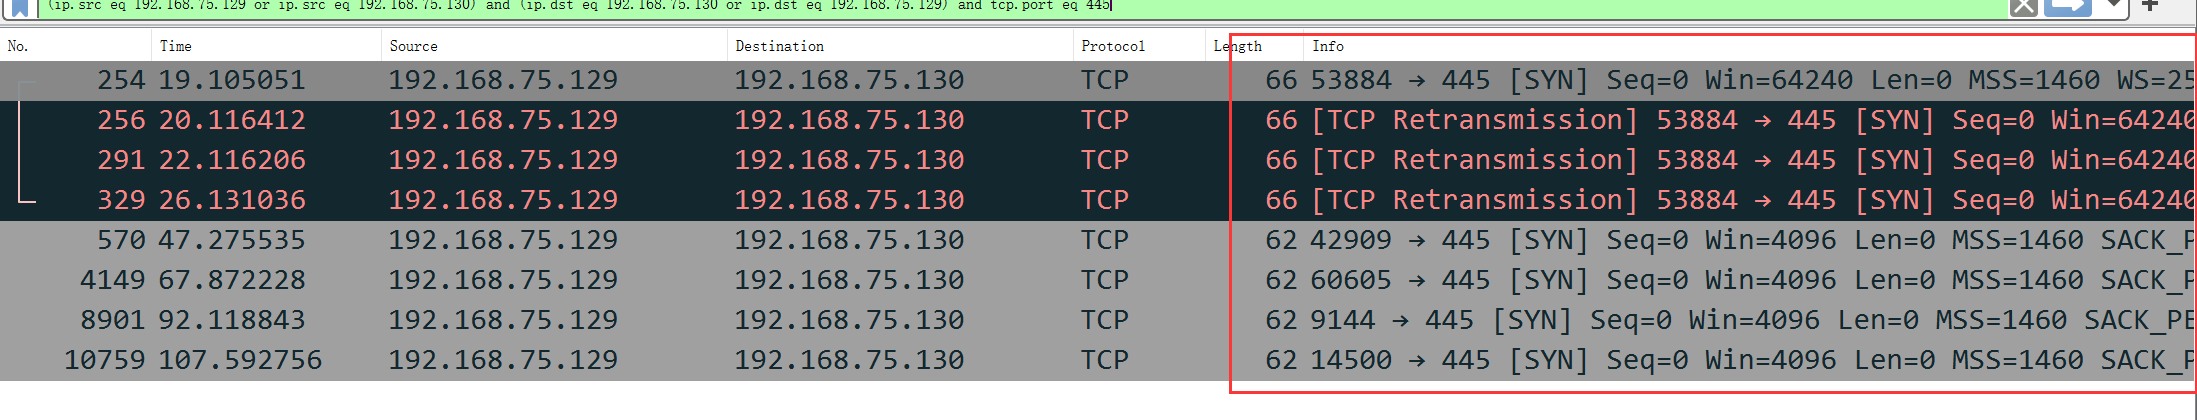 (ip.src eq 192.168.75.129 or ip.src eq 192.168.75.130) and (ip.dst eq 192.168.75.130 or ip.dst eq 192.168.75.129) and tcp.port eq 445
No. Time Source Destination Protocol Length Info
254 19.105051 192.168.75.129 192.168.75.130 TCP 66 53884 → 445 [SYN] Seq=0 Win=64240 Len=0 MSS=1460 WS=25
256 20.116412 192.168.75.129 192.168.75.130 TCP 66 [TCP Retransmission] 53884 → 445 [SYN] Seq=0 Win=64240
291 22.116206 192.168.75.129 192.168.75.130 TCP 66 [TCP Retransmission] 53884 → 445 [SYN] Seq=0 Win=64240
329 26.131036 192.168.75.129 192.168.75.130 TCP 66 [TCP Retransmission] 53884 → 445 [SYN] Seq=0 Win=64240
570 47.275535 192.168.75.129 192.168.75.130 TCP 62 42909 → 445 [SYN] Seq=0 Win=4096 Len=0 MSS=1460 SACK_P
4149 67.872228 192.168.75.129 192.168.75.130 TCP 62 60605 → 445 [SYN] Seq=0 Win=4096 Len=0 MSS=1460 SACK_P
8901 92.118843 192.168.75.129 192.168.75.130 TCP 62 9144 → 445 [SYN] Seq=0 Win=4096 Len=0 MSS=1460 SACK_PE
10759 107.592756 192.168.75.129 192.168.75.130 TCP 62 14500 → 445 [SYN] Seq=0 Win=4096 Len=0 MSS=1460 SACK_P